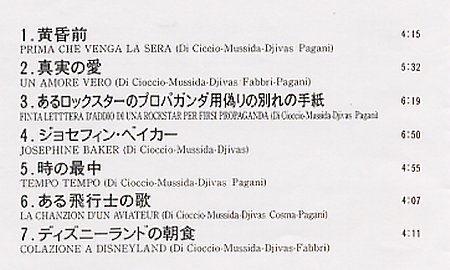 1.黄昏前 4:15
PRIMA CHE VENGA LA SERA (Di Ciccio-Mussida-Djivas Pagani)
2.真実の愛 5:32
UN AMORE VERO (Di Cioccio-Mussida-Djivas Fabbri-Pagani)
3.あるロックスターのプロパガンダ用偽りの別れの手紙 6:19
FINTA LETTTERA D'ADDIO DI UNA ROCKSTAR PER FIRSI PROPAGANDA (Di Cioccio-Mussida-Djivas Pagani)
4.ジョセフィン・ベイカー 6:50
JOSEPHINE BAKER (Di Cioccio-Mussida-Djivas)
5.時の最中 4:55
TEMPO TEMPO (Di Cioccio-Mussida-Djivas Pagani)
6.ある飛行士の歌 4:07
LA CHANZION D'UN AVIATEUR (Di Cioccio-Mussida-Djivas Cosma-Pagani)
7.ディズニーランドの朝食 4:11
COLAZIONE A DISNEYLAND (Di Cioccio-Mussida-Djivas-Fabbri)